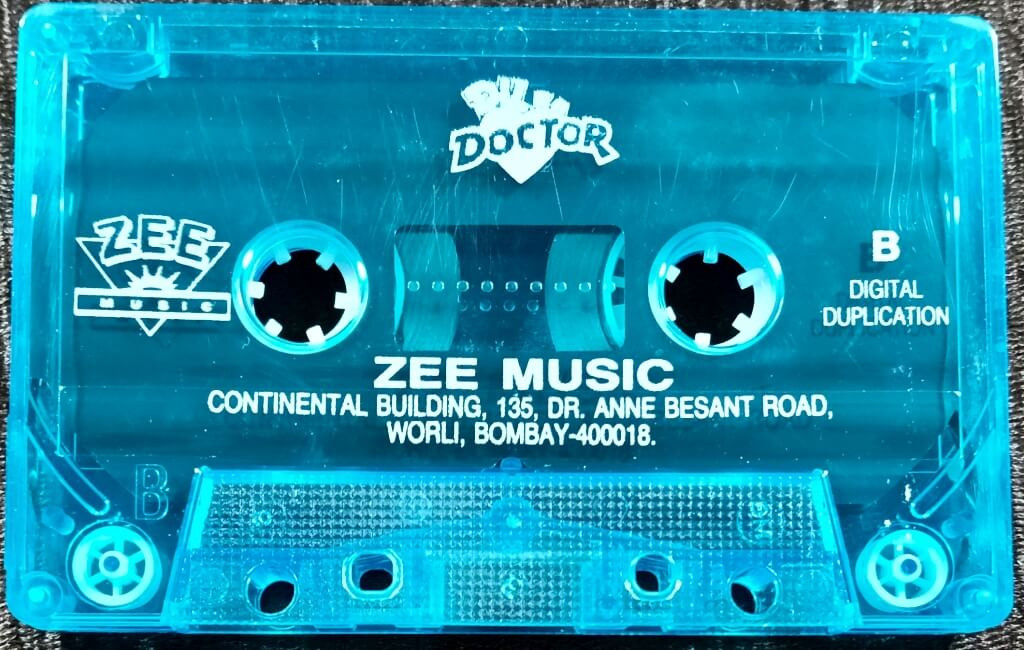 DOCTOR
ZEE
MUSIC
B
DIGITAL
DUPLICATION
ZEE MUSIC
CONTINENTAL BUILDING, 135, DR. ANNE BESANT ROAD,
WORLI, BOMBAY-400018.
B